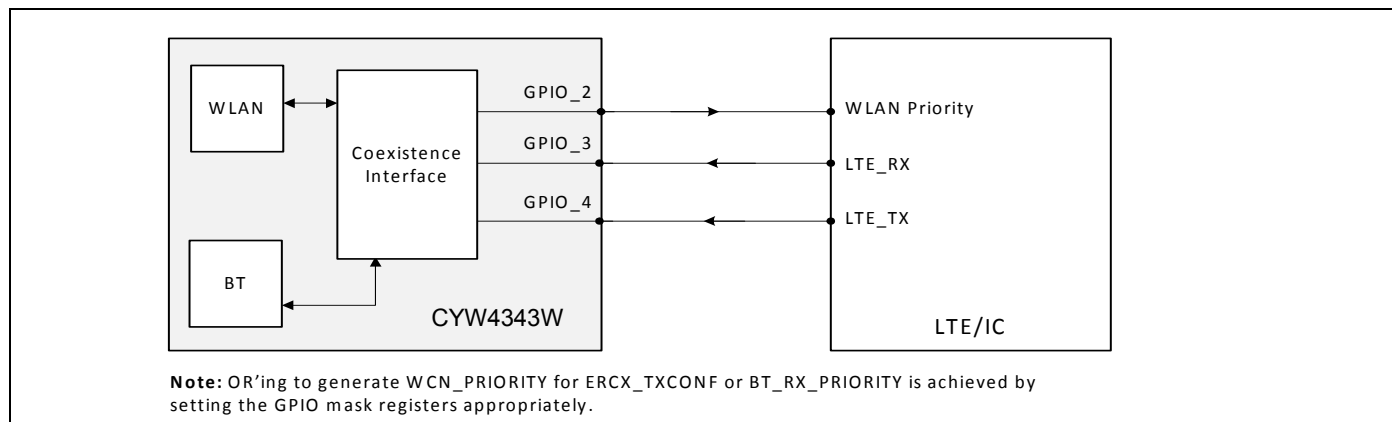 WLAN
Coexistence
Interface
BT
CYW4343W
GPIO_2
GPIO_3
GPIO_4
WLAN Priority
LTE_RX
LTE_TX
LTE/IC
Note: OR’ing to generate WCN_PRIORITY for ERCX_TXCONF or BT_RX_PRIORITY is achieved by
setting the GPIO mask registers appropriately.